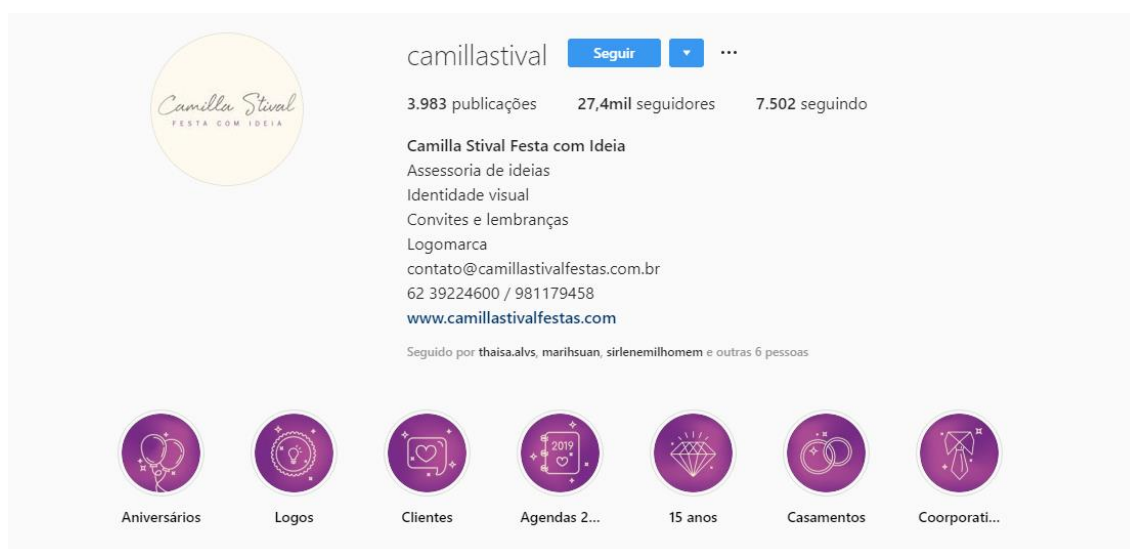 Camilla Stival
FESTA COM IDEIA
camillastival Seguir ...
3.983 publicações 27,4mil seguidores 7.502 seguindo
Camilla Stival Festa com Ideia
Assessoria de ideias
Identidade visual
Convites e lembranças
Logomarca
contato@camillastivalfestas.com.br
62 39224600 / 981179458
www.camillastivalfestas.com
Seguido por thaisa.alvs, marihsuan, sirlenemilhomem e outras 6 pessoas
2019
Aniversários Logos Clientes Agendas 2... 15 anos Casamentos Coorporati...